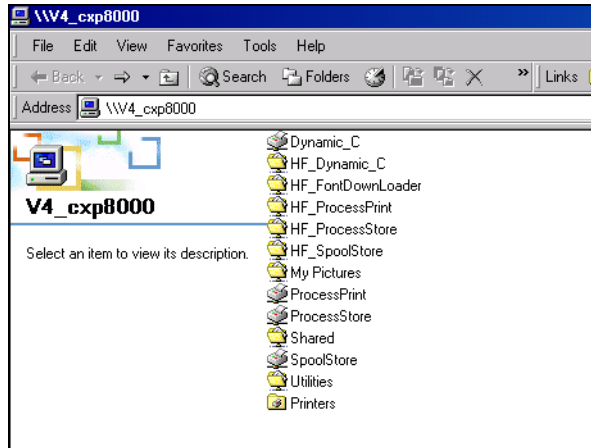 \\V4_cxp8000
File Edit View Favorites Tools Help
Back Search Folders » Links
Address \\V4_cxp8000
V4_cxp8000
Select an item to view its description.
Dynamic_C
HF_Dynamic_C
HF_FontDownLoader
HF_ProcessPrint
HF_ProcessStore
HF_SpoolStore
My Pictures
ProcessPrint
ProcessStore
Shared
SpoolStore
Utilities
Printers